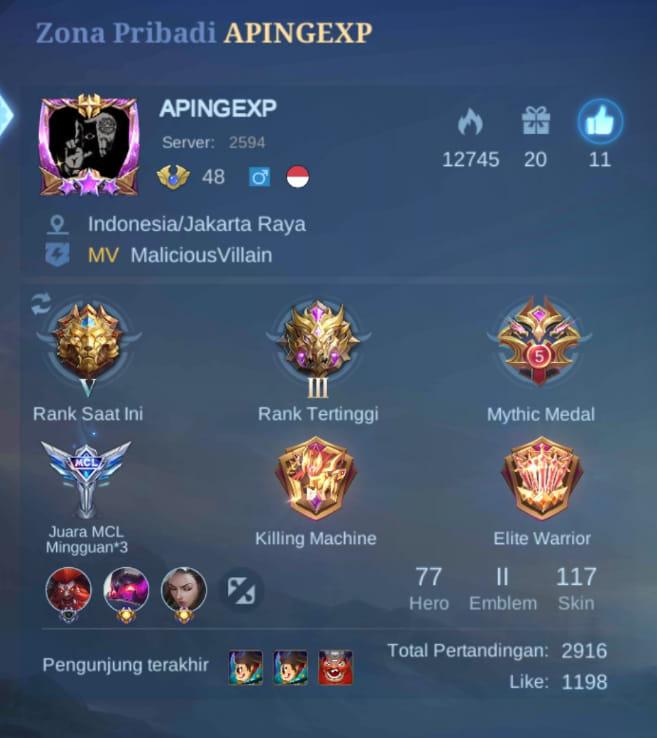 Zona Pribadi APINGEXP
APINGEXP
Server: 2594
48
12745 20 11
Indonesia/Jakarta Raya
MV MaliciousVillain
V
III
5
Rank Saat Ini
Rank Tertinggi
Mythic Medal
MCL
Juara MCL
Mingguan*3
Killing Machine
Elite Warrior
77 II 117
Hero Emblem Skin
Pengunjung terakhir
Total Pertandingan: 2916
Like: 1198